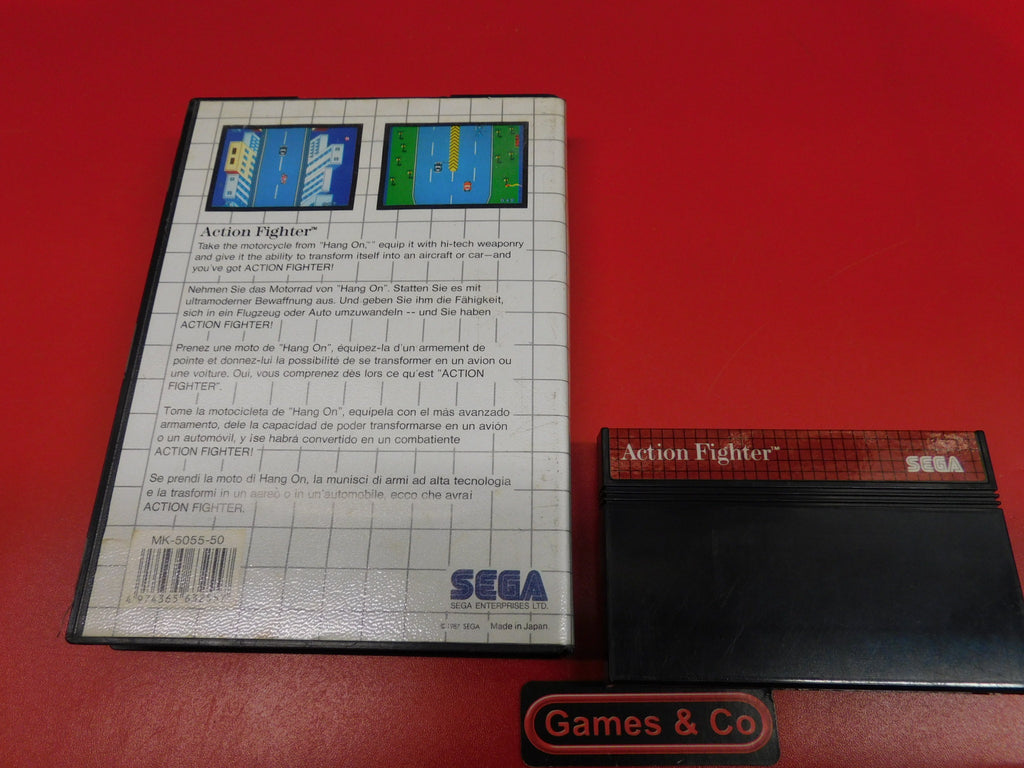 Action Fighter™
Take the motorcycle from "Hang On,"" equip it with hi-tech weaponry
and give it the ability to transform itself into an aircraft or car—and
you've got ACTION FIGHTER!
Nehmen Sie das Motorrad von "Hang On". Statten Sie es mit
ultramoderner Bewaffnung aus. Und geben Sie ihm die Fähigkeit,
sich in ein Flugzeug oder Auto umzuwandeln -- und Sie haben
ACTION FIGHTER!
Prenez une moto de "Hang On", équipez-la d'un armement de
pointe et donnez-lui la possibilité de se transformer en un avion ou
une voiture. Oui, vous comprenez dès lors ce qu'est "ACTION
FIGHTER".
Tome la motocicleta de "Hang On", equipela con el más avanzado
armamento, dele la capacidad de poder transformarse en un avión
o un automóvil, y ¡se habrá convertido en un combatiente
ACTION FIGHTER!
Se prendi la moto di Hang On, la munisci di armi ad alta tecnologia
e la trasformi in un aereo o in un'automobile, ecco che avrai
ACTION FIGHTER.
MK-5055-50
4 974365 632
SEGA
SEGA ENTERPRISES LTD.
© 1987 SEGA Made in Japan
Action Fighter™
SEGA
Games & Co